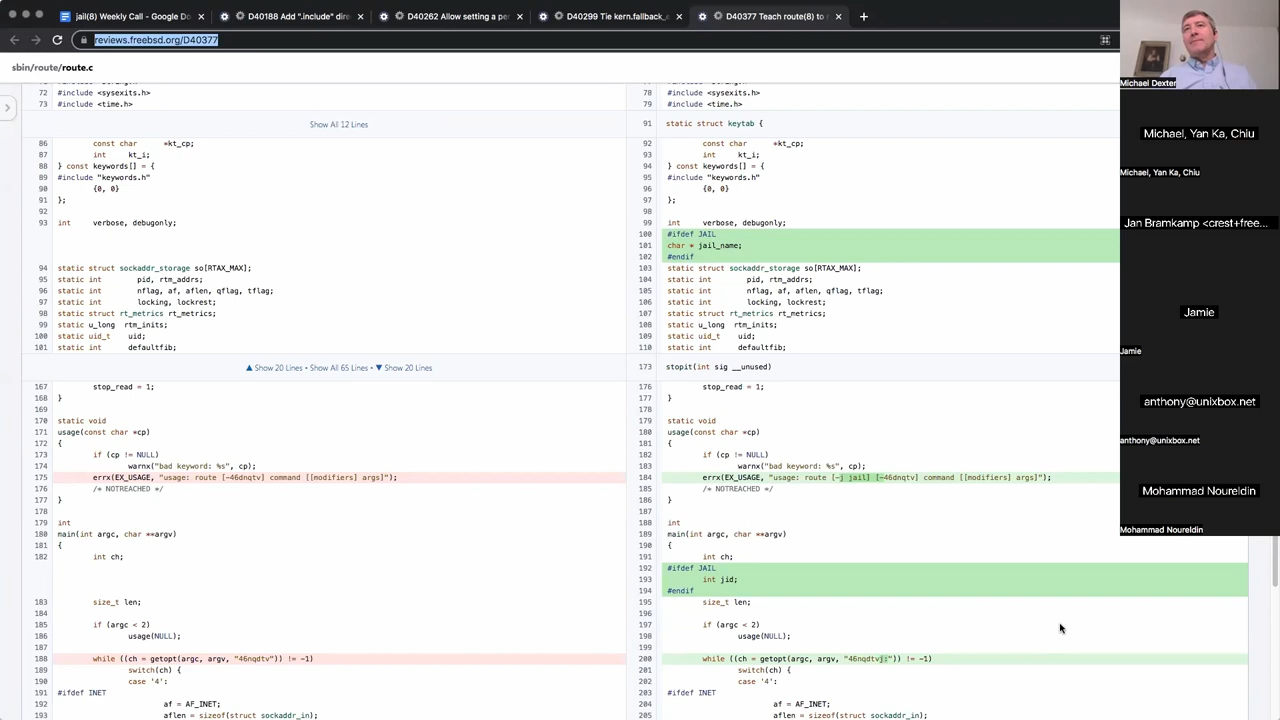 jail(8) Weekly Call - Google Do
D40188 Add ".include" dire
D40262 Allow setting a per
D40299 Tie kern.fallback_e
D40377 Teach route(8) to r
reviews.freebsd.org/D40377
sbin/route/route.c
72 #include <sysexits.h>
73 #include <time.h>
Show All 12 Lines
86 const char *kt_cp;
87 int kt_i;
88 } const keywords[] = {
89 #include "keywords.h"
90 {0, 0}
91 };
92
93 int verbose, debugonly;
94 static struct sockaddr_storage so[RTAX_MAX];
95 static int pid, rtm_addrs;
96 static int nflag, af, aflen, qflag, tflag;
97 static int locking, lockrest;
98 static struct rt_metrics rt_metrics;
99 static u_long rtm_inits;
100 static uid_t uid;
101 static int defaultfib;
▲ Show 20 Lines • Show All 65 Lines • ▼ Show 20 Lines
167 stop_read = 1;
168 }
169
170 static void
171 usage(const char *cp)
172 {
173 if (cp != NULL)
174 warnx("bad keyword: %s", cp);
175 errx(EX_USAGE, "usage: route [-46dnqtv] command [[modifiers] args]");
176 /* NOTREACHED */
177 }
178
179 int
180 main(int argc, char **argv)
181 {
182 int ch;
183 size_t len;
184
185 if (argc < 2)
186 usage(NULL);
187
188 while ((ch = getopt(argc, argv, "46nqdtv")) != -1)
189 switch(ch) {
190 case '4':
191 #ifdef INET
192 af = AF_INET;
193 aflen = sizeof(struct sockaddr_in);
78 #include <sysexits.h>
79 #include <time.h>
91 static struct keytab {
92 const char *kt_cp;
93 int kt_i;
94 } const keywords[] = {
95 #include "keywords.h"
96 {0, 0}
97 };
98
99 int verbose, debugonly;
100 #ifdef JAIL
101 char * jail_name;
102 #endif
103 static struct sockaddr_storage so[RTAX_MAX];
104 static int pid, rtm_addrs;
105 static int nflag, af, aflen, qflag, tflag;
106 static int locking, lockrest;
107 static struct rt_metrics rt_metrics;
108 static u_long rtm_inits;
109 static uid_t uid;
110 static int defaultfib;
173 stopit(int sig __unused)
176 stop_read = 1;
177 }
178
179 static void
180 usage(const char *cp)
181 {
182 if (cp != NULL)
183 warnx("bad keyword: %s", cp);
184 errx(EX_USAGE, "usage: route [-j jail] [-46dnqtv] command [[modifiers] args]");
185 /* NOTREACHED */
186 }
187
188 int
189 main(int argc, char **argv)
190 {
191 int ch;
192 #ifdef JAIL
193 int jid;
194 #endif
195 size_t len;
196
197 if (argc < 2)
198 usage(NULL);
199
200 while ((ch = getopt(argc, argv, "46nqdtvj:")) != -1)
201 switch(ch) {
202 case '4':
203 #ifdef INET
204 af = AF_INET;
205 aflen = sizeof(struct sockaddr_in);
Michael Dexter
Michael, Yan Ka, Chiu
Michael, Yan Ka, Chiu
Jan Bramkamp <crest+free...
Jamie
Jamie
anthony@unixbox.net
anthony@unixbox.net
Mohammad Noureldin
Mohammad Noureldin